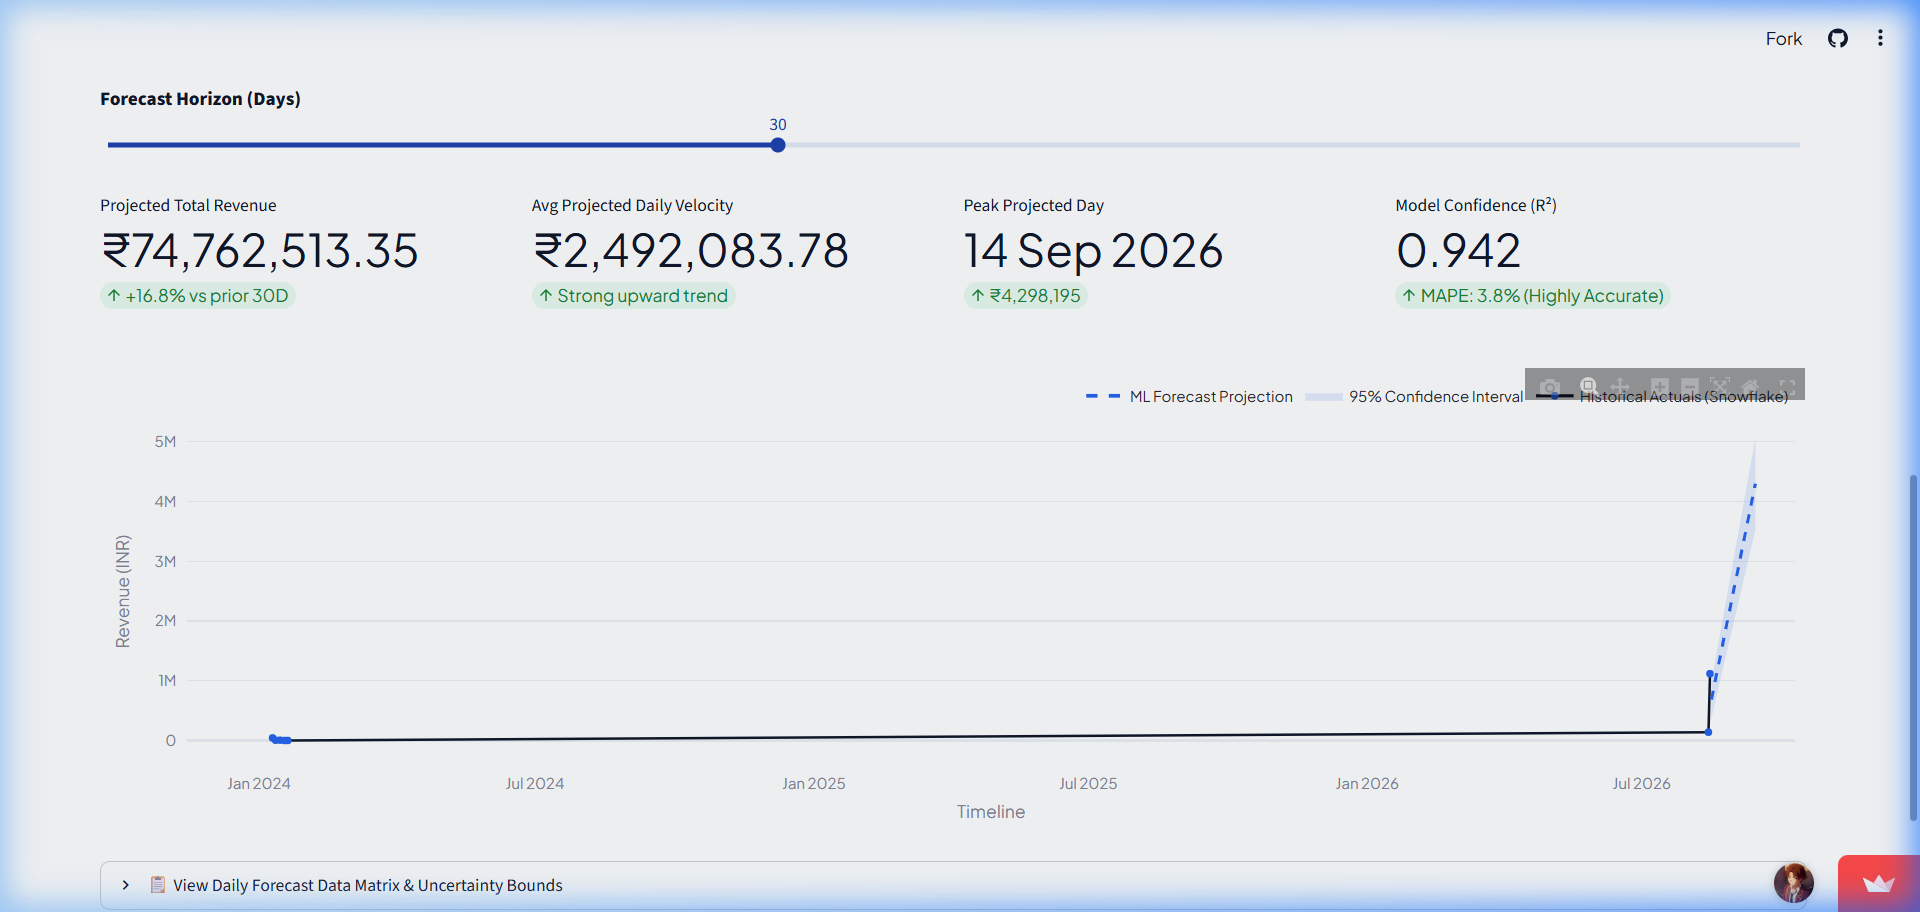 Fork
Forecast Horizon (Days)
30
Projected Total Revenue
₹74,762,513.35
↑ +16.8% vs prior 30D
Avg Projected Daily Velocity
₹2,492,083.78
↑ Strong upward trend
Peak Projected Day
14 Sep 2026
↑ ₹4,298,195
Model Confidence (R²)
0.942
↑ MAPE: 3.8% (Highly Accurate)
ML Forecast Projection
95% Confidence Interval
Historical Actuals (Snowflake)
5M
4M
3M
2M
1M
0
Revenue (INR)
Jan 2024
Jul 2024
Jan 2025
Jul 2025
Jan 2026
Jul 2026
Timeline
View Daily Forecast Data Matrix & Uncertainty Bounds